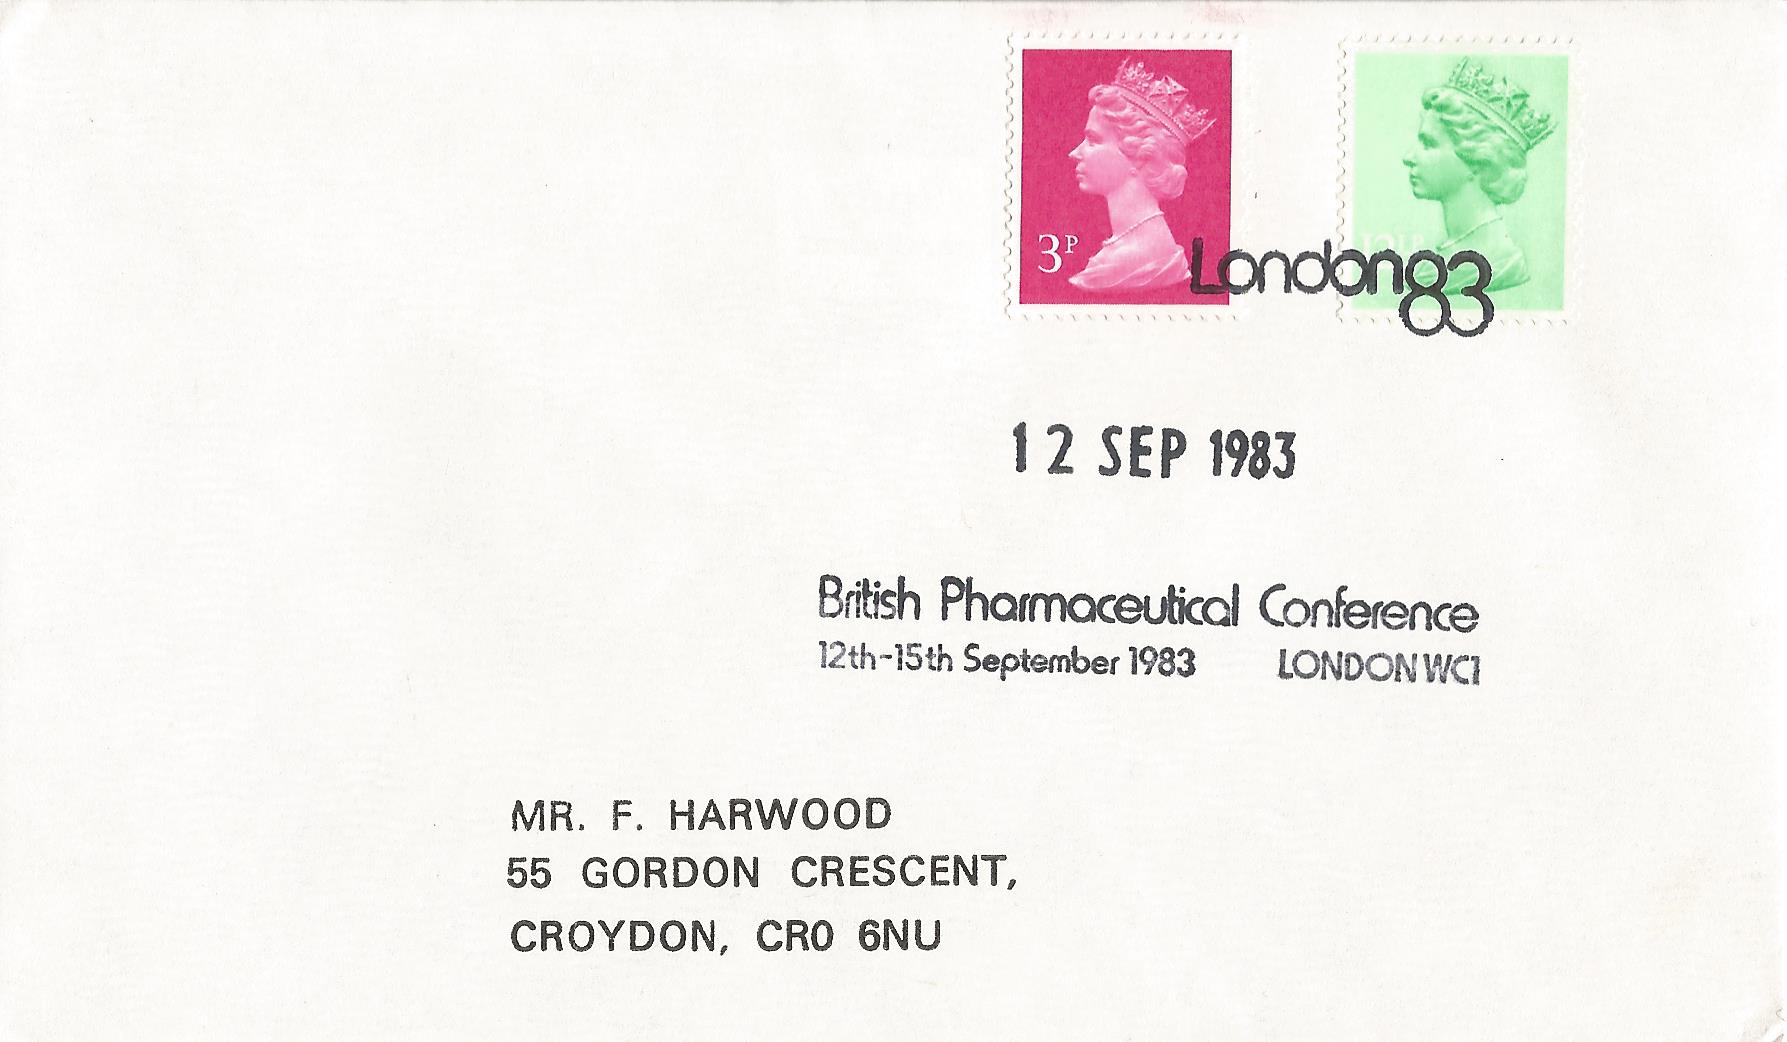 3P
London83
12 SEP 1983
British Pharmaceutical Conference
12th-15th September 1983 LONDON WC1
MR. F. HARWOOD
55 GORDON CRESCENT,
CROYDON, CR0 6NU